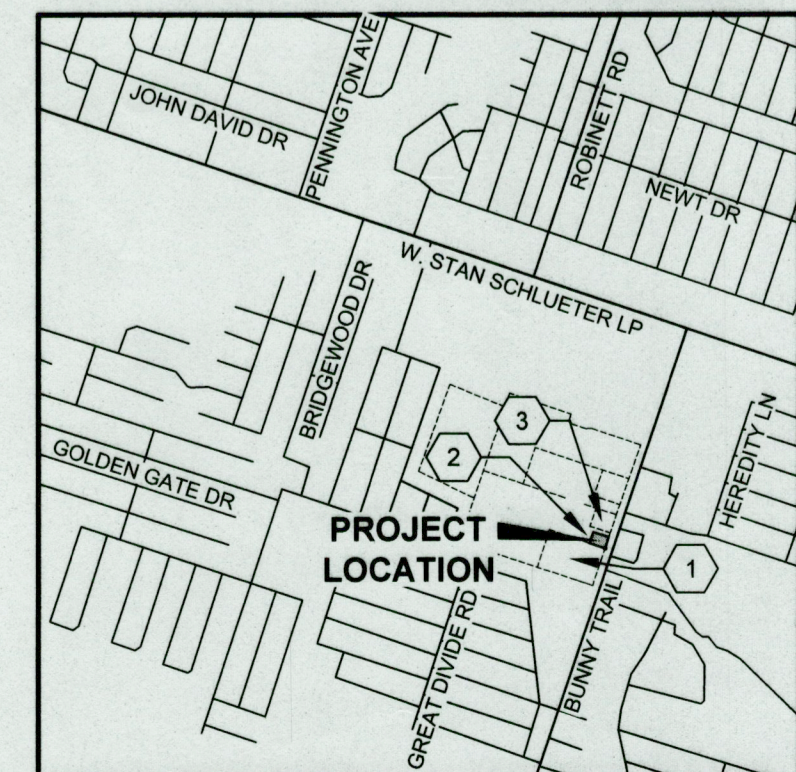 PENNINGTON AVE
JOHN DAVID DR
ROBINETT RD
NEWT DR
W. STAN SCHLUETER LP
BRIDGEWOOD DR
3
2
HEREDITY LN
GOLDEN GATE DR
PROJECT
LOCATION
1
GREAT DIVIDE RD
BUNNY TRAIL